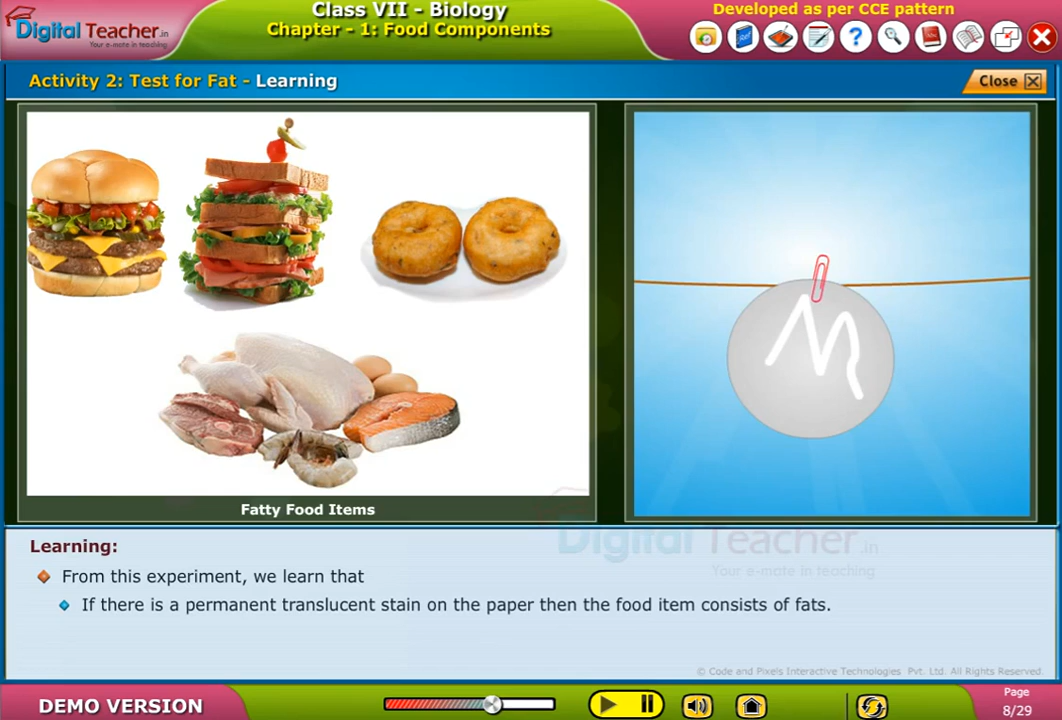 Digital Teacher.in
Your e-mate in teaching
Class VII - Biology
Chapter - 1: Food Components
Developed as per CCE pattern
Activity 2: Test for Fat - Learning
Close
M
Fatty Food Items
Digital Teacher.in
Your e-mate in teaching
Learning:
From this experiment, we learn that
If there is a permanent translucent stain on the paper then the food item consists of fats.
© Code and Pixels Interactive Technologies Pvt. Ltd. All Rights Reserved.
DEMO VERSION
Page
8/29